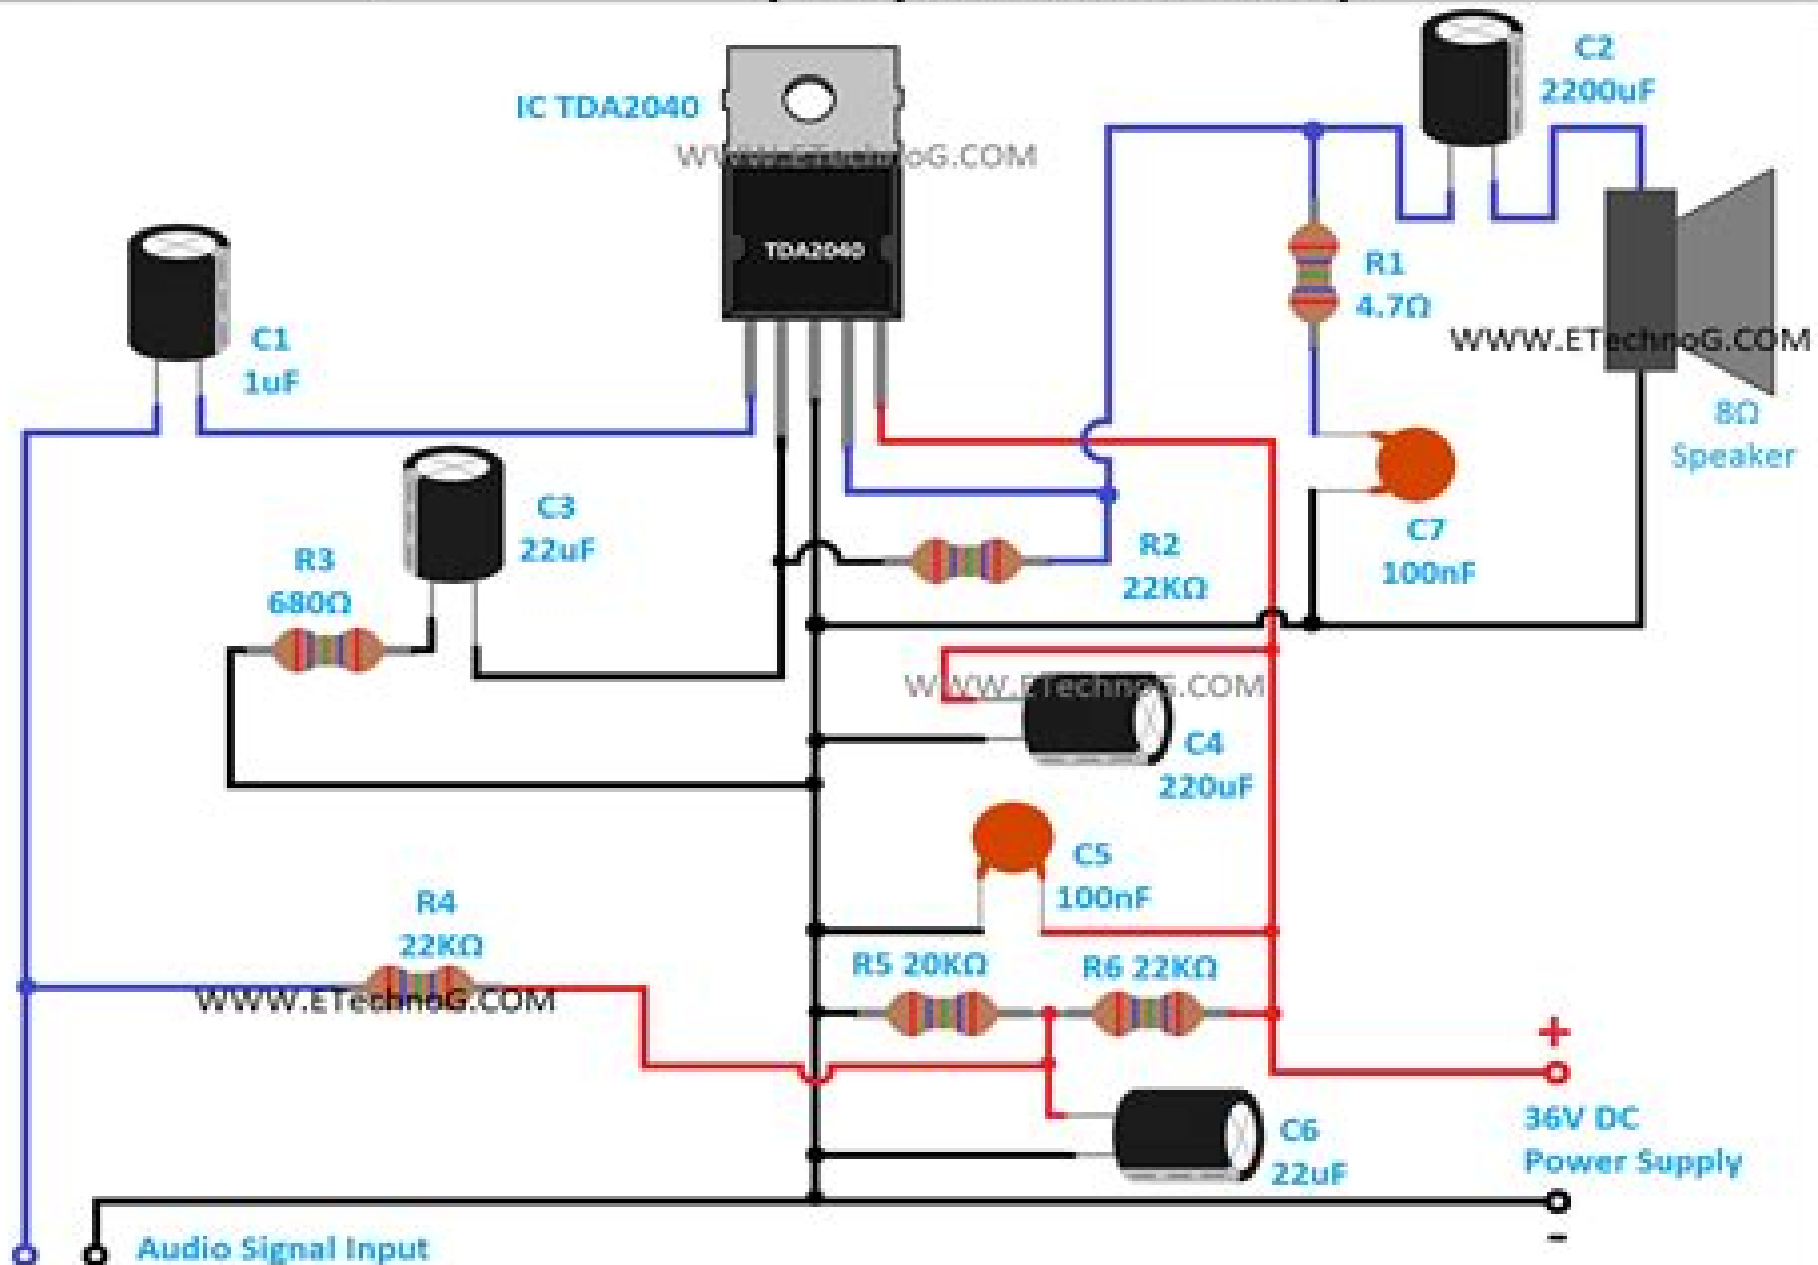 C2
2200uF
IC TDA2040
WWW.ETechnoG.COM
TDA2040
R1
4.7Ω
WWW.ETechnoG.COM
C1
1uF
8Ω
Speaker
C3
22uF
C7
100nF
R3
680Ω
R2
22KΩ
WWW.ETechnoG.COM
C4
220uF
C5
100nF
R4
22KΩ
R5 20KΩ
R6 22KΩ
WWW.ETechnoG.COM
+
36V DC
Power Supply
C6
22uF
-
Audio Signal Input